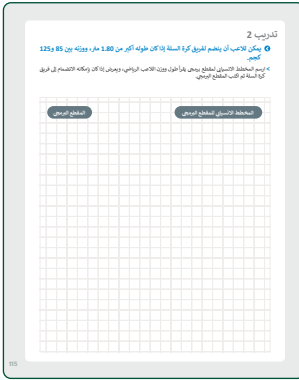 تدريب 2
يمكن للاعب أن ينضم لفريق كرة السلة إذا كان طوله أكبر من 1.80 متر، ووزنه بين 85 و125
كجم.
> ارسم المخطط الانسيابي لمقطع برمجي يقرأ طول ووزن اللاعب الرياضي، ويعرض إذا كان بإمكانه الانضمام إلى فريق
كرة السلة ثم اكتب المقطع البرمجي.
المخطط الانسيابي للمقطع البرمجي
المقطع البرمجي
115